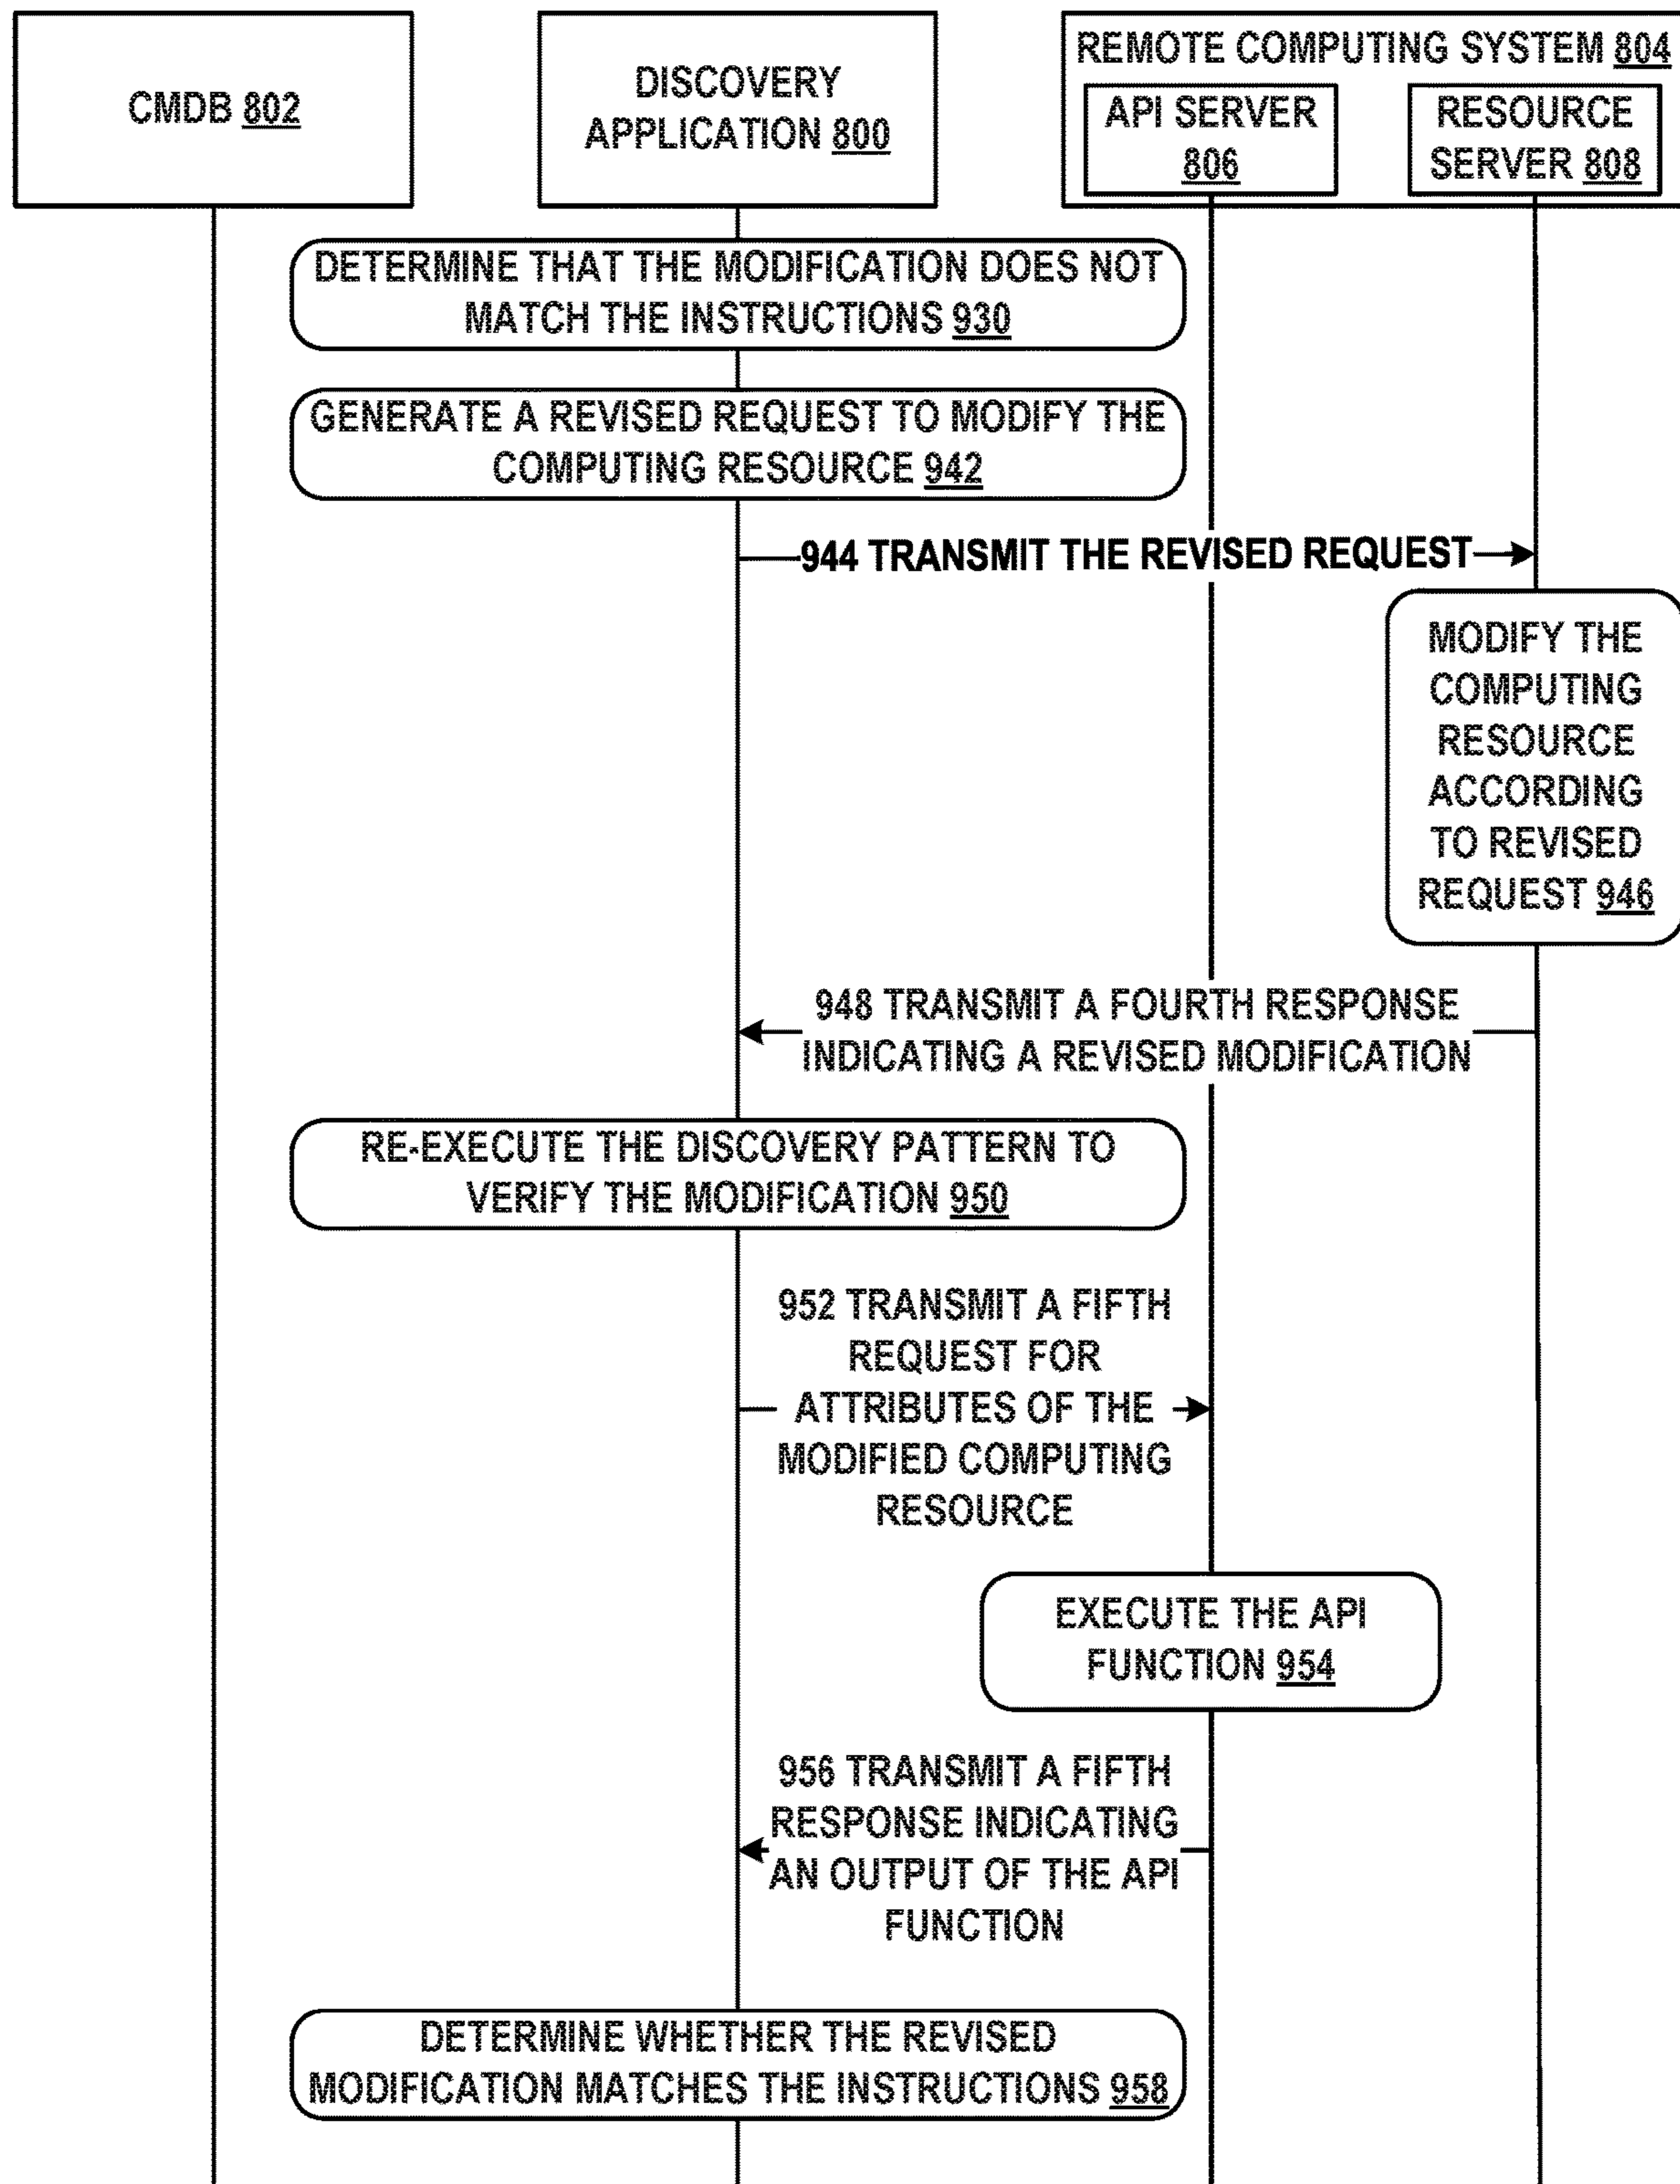 CMDB 802
DISCOVERY
APPLICATION 800
REMOTE COMPUTING SYSTEM 804
API SERVER
806
RESOURCE
SERVER 808
DETERMINE THAT THE MODIFICATION DOES NOT
MATCH THE INSTRUCTIONS 930
GENERATE A REVISED REQUEST TO MODIFY THE
COMPUTING RESOURCE 942
944 TRANSMIT THE REVISED REQUEST
MODIFY THE
COMPUTING
RESOURCE
ACCORDING
TO REVISED
REQUEST 946
948 TRANSMIT A FOURTH RESPONSE
INDICATING A REVISED MODIFICATION
RE-EXECUTE THE DISCOVERY PATTERN TO
VERIFY THE MODIFICATION 950
952 TRANSMIT A FIFTH
REQUEST FOR
ATTRIBUTES OF THE
MODIFIED COMPUTING
RESOURCE
EXECUTE THE API
FUNCTION 954
956 TRANSMIT A FIFTH
RESPONSE INDICATING
AN OUTPUT OF THE API
FUNCTION
DETERMINE WHETHER THE REVISED
MODIFICATION MATCHES THE INSTRUCTIONS 958